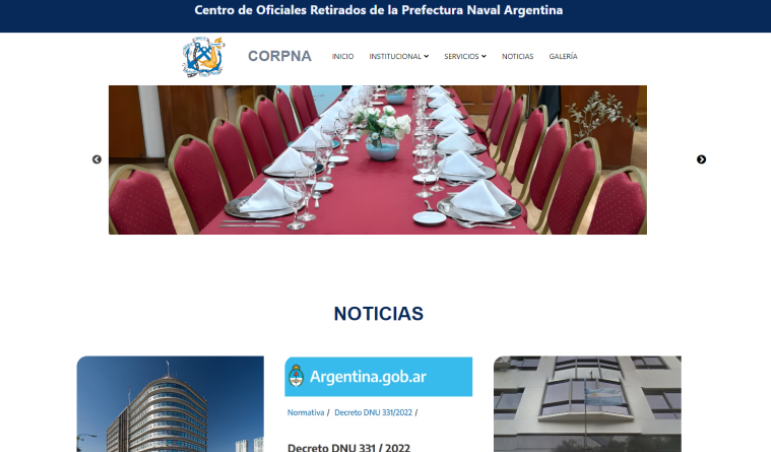 Centro de Oficiales Retirados de la Prefectura Naval Argentina
CORPNA INICIO INSTITUCIONAL SERVICIOS NOTICIAS GALERÍA
NOTICIAS
Argentina.gob.ar
Normativa / Decreto DNU 331/2022 /
Decreto DNU 331 / 2022